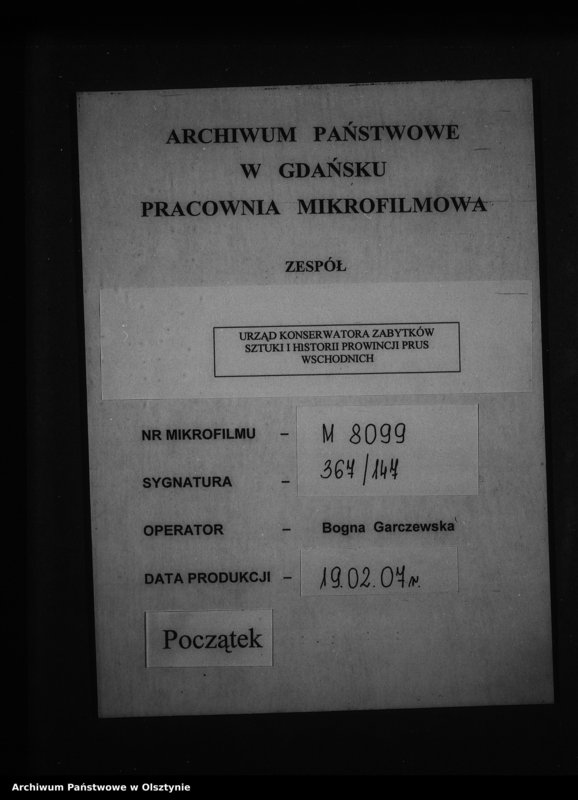 ARCHIWUM PAŃSTWOWE
W GDAŃSKU
PRACOWNIA MIKROFILMOWA
ZESPÓŁ
URZĄD KONSERWATORA ZABYTKÓW
SZTUKI I HISTORII PROWINCJI PRUS
WSCHODNICH
NR MIKROFILMU – M 8099
SYGNATURA – 367/147
OPERATOR – Bogna Garczewska
DATA PRODUKCJI – 19.02.07r.
Początek
Archiwum Państwowe w Olsztynie